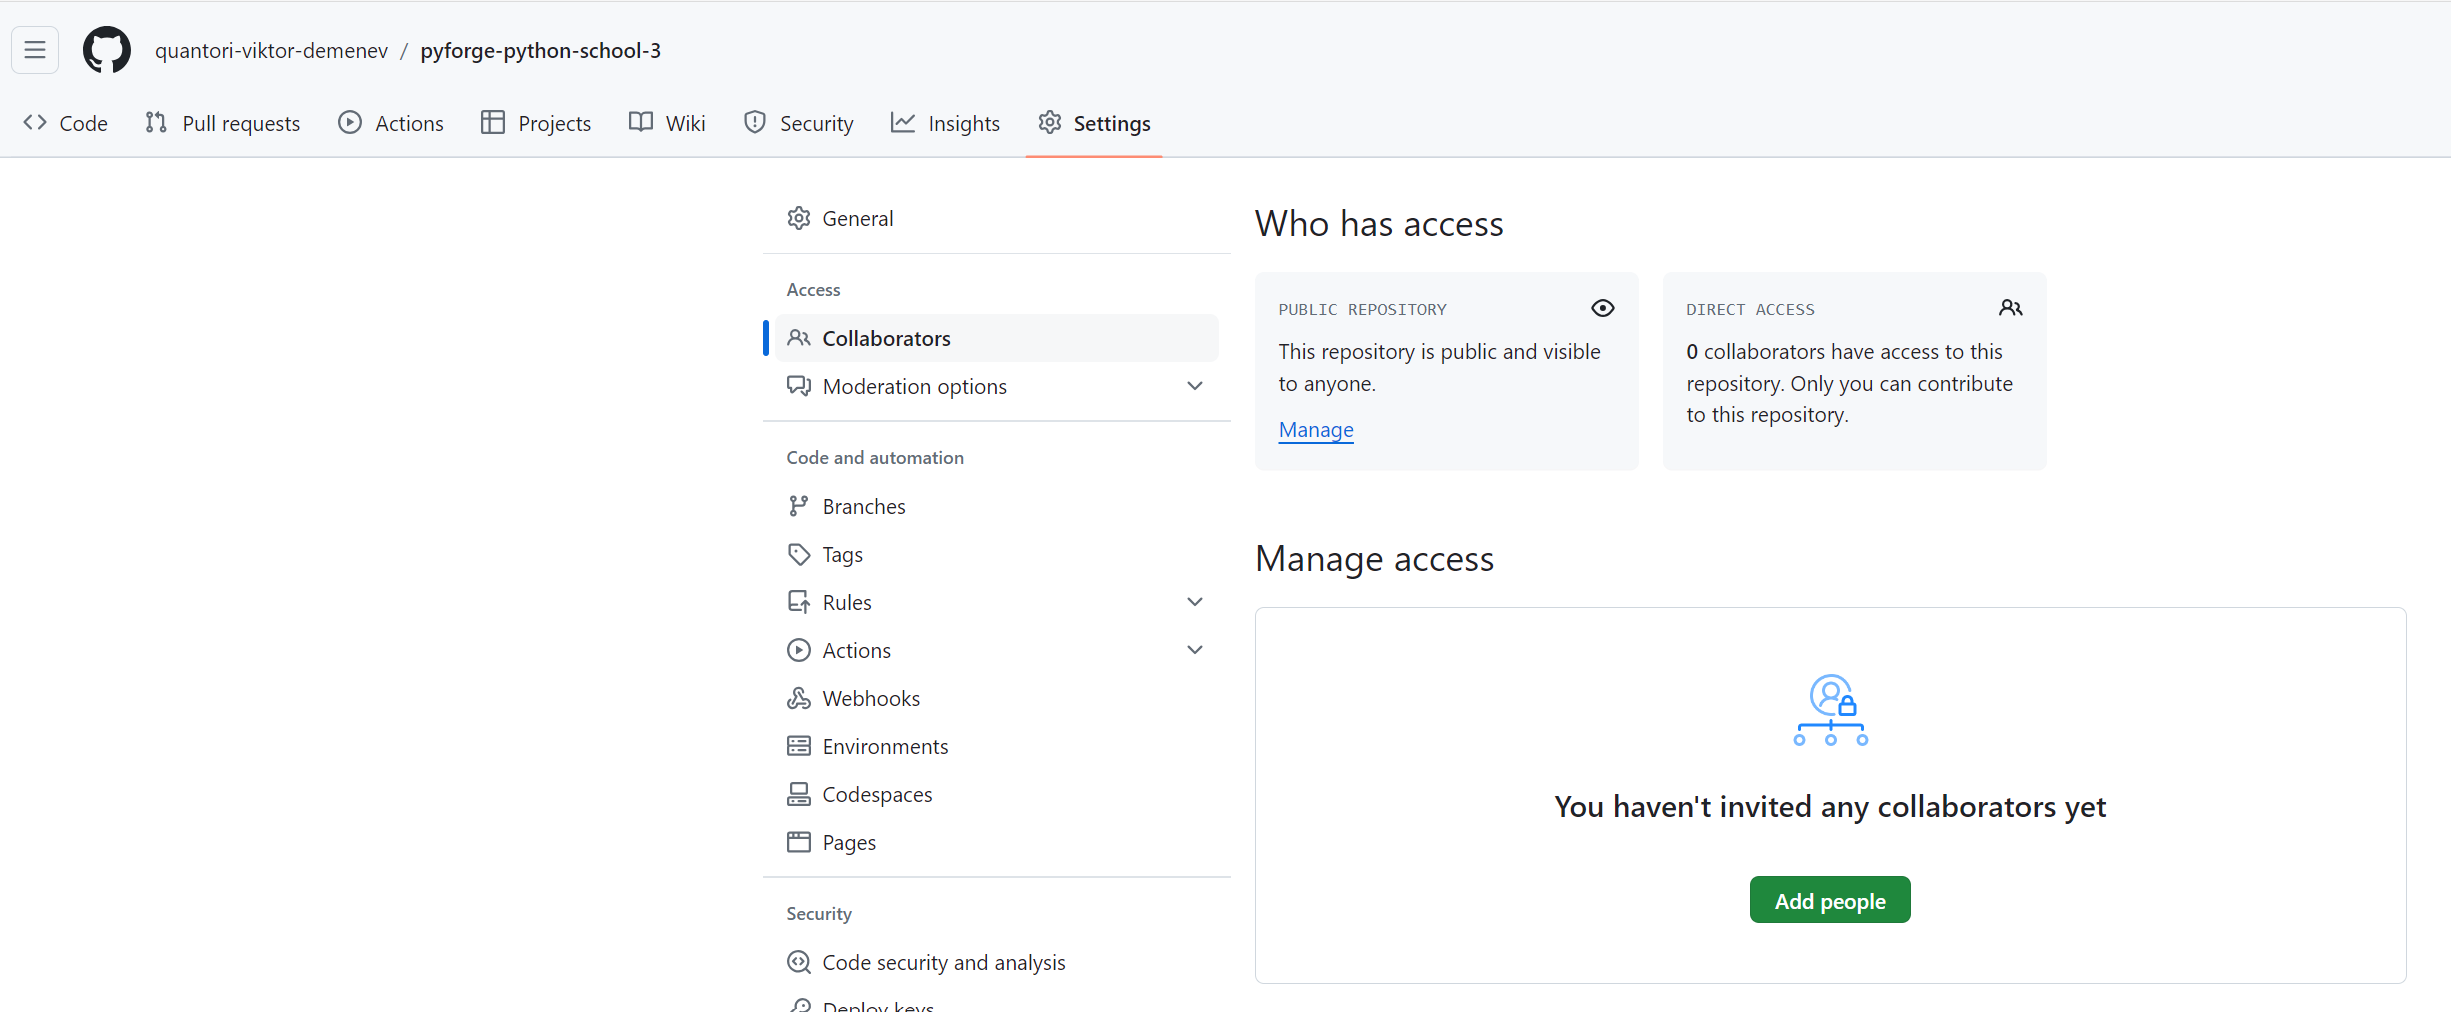 quantori-viktor-demenev / pyforge-python-school-3
Code Pull requests Actions Projects Wiki Security Insights Settings
General
Access
Collaborators
Moderation options
Code and automation
Branches
Tags
Rules
Actions
Webhooks
Environments
Codespaces
Pages
Security
Code security and analysis
Deploy keys
Who has access
PUBLIC REPOSITORY
This repository is public and visible
to anyone.
Manage
DIRECT ACCESS
0 collaborators have access to this
repository. Only you can contribute
to this repository.
Manage access
You haven't invited any collaborators yet
Add people